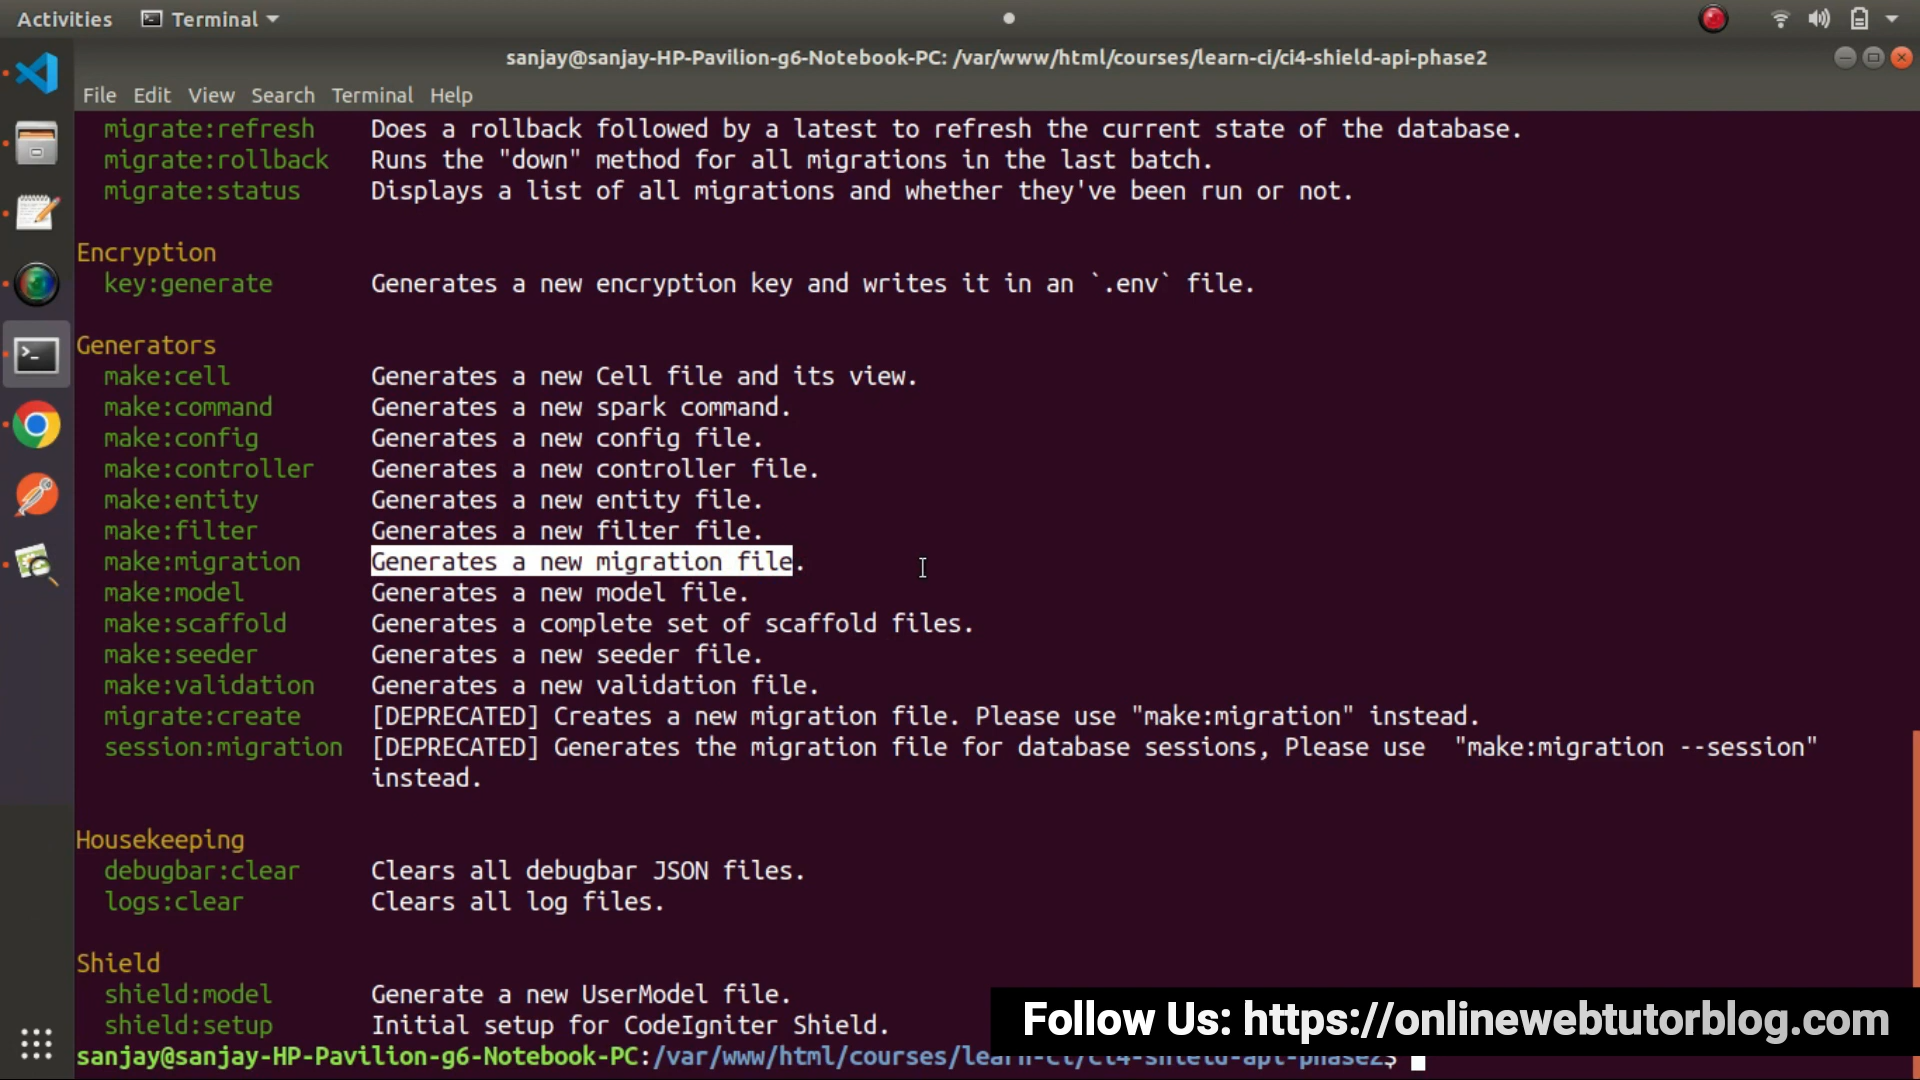 Activities Terminal
sanjay@sanjay-HP-Pavilion-g6-Notebook-PC: /var/www/html/courses/learn-ci/ci4-shield-api-phase2
File Edit View Search Terminal Help
migrate:refresh Does a rollback followed by a latest to refresh the current state of the database.
migrate:rollback Runs the "down" method for all migrations in the last batch.
migrate:status Displays a list of all migrations and whether they've been run or not.
Encryption
key:generate Generates a new encryption key and writes it in an `.env` file.
Generators
make:cell Generates a new Cell file and its view.
make:command Generates a new spark command.
make:config Generates a new config file.
make:controller Generates a new controller file.
make:entity Generates a new entity file.
make:filter Generates a new filter file.
make:migration Generates a new migration file.
make:model Generates a new model file.
make:scaffold Generates a complete set of scaffold files.
make:seeder Generates a new seeder file.
make:validation Generates a new validation file.
migrate:create [DEPRECATED] Creates a new migration file. Please use "make:migration" instead.
session:migration [DEPRECATED] Generates the migration file for database sessions, Please use "make:migration --session"
instead.
Housekeeping
debugbar:clear Clears all debugbar JSON files.
logs:clear Clears all log files.
Shield
shield:model Generate a new UserModel file.
shield:setup Initial setup for CodeIgniter Shield.
Follow Us: https://onlinewebtutorblog.com
sanjay@sanjay-HP-Pavilion-g6-Notebook-PC:/var/www/html/courses/learn-ci/ci4-shield-api-phase2$